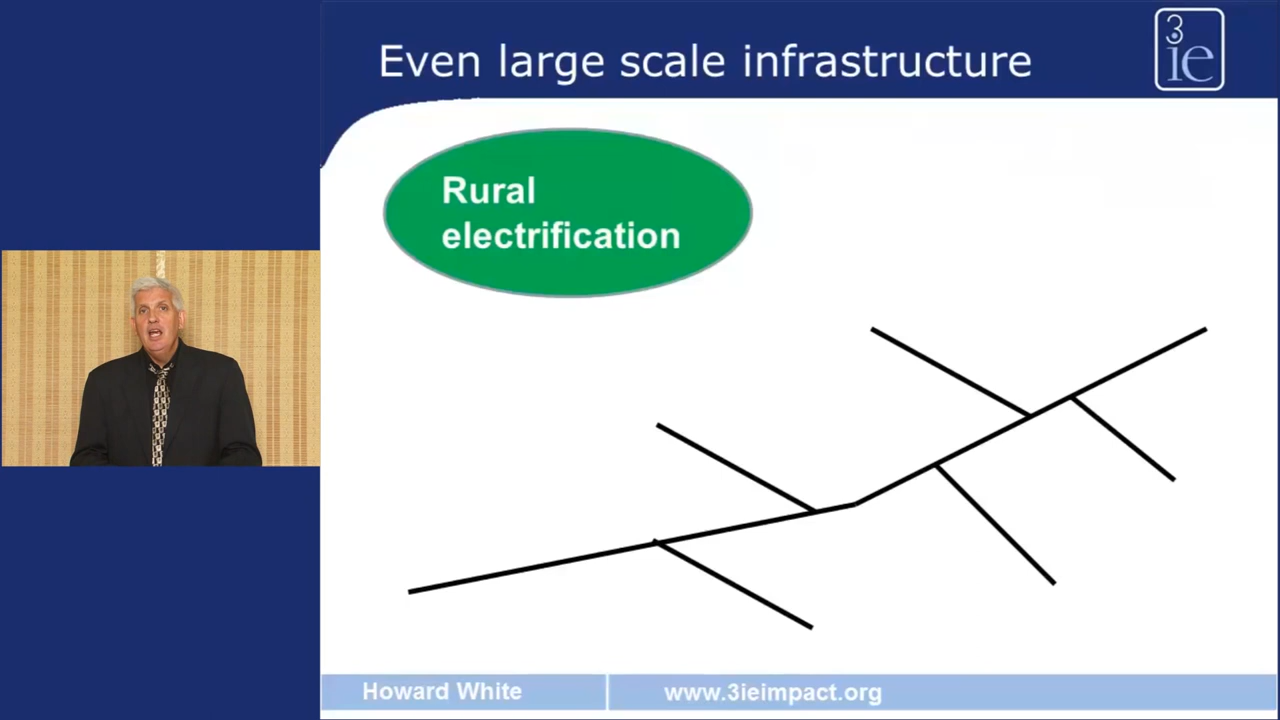 Even large scale infrastructure
3
ie
Rural
electrification
Howard White
www.3ieimpact.org